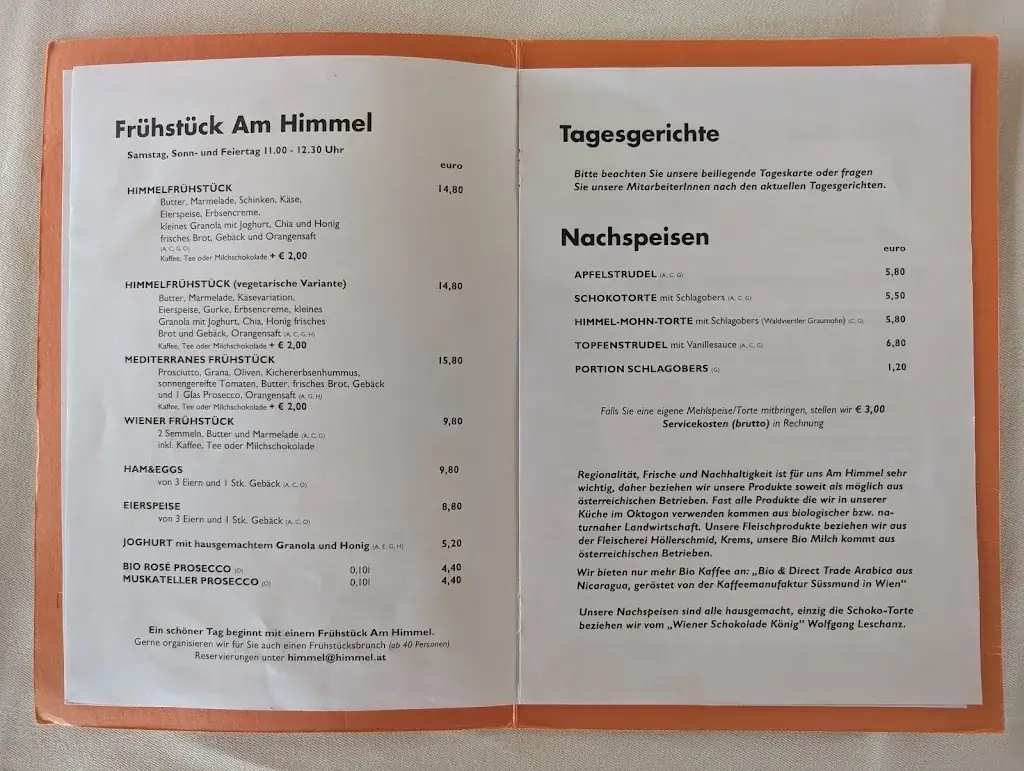 Frühstück Am Himmel
Samstag, Sonn- und Feiertag 11.00 - 12.30 Uhr
euro
HIMMELFRÜHSTÜCK 14,80
Butter, Marmelade, Schinken, Käse,
Eierspeise, Erbsencreme,
kleines Granola mit Joghurt, Chia und Honig
frisches Brot, Gebäck und Orangensaft
(A, C, G, O)
Kaffee, Tee oder Milchschokolade + € 2,00
HIMMELFRÜHSTÜCK (vegetarische Variante) 14,80
Butter, Marmelade, Käsevariation,
Eierspeise, Gurke, Erbsencreme, kleines
Granola mit Joghurt, Chia, Honig frisches
Brot und Gebäck, Orangensaft (A, C, G, H)
Kaffee, Tee oder Milchschokolade + € 2,00
MEDITERRANES FRÜHSTÜCK 15,80
Prosciutto, Grana, Oliven, Kichererbsenhummus,
sonnengereifte Tomaten, Butter, frisches Brot, Gebäck
und 1 Glas Prosecco, Orangensaft (A, G, H)
Kaffee, Tee oder Milchschokolade + € 2,00
WIENER FRÜHSTÜCK 9,80
2 Semmeln, Butter und Marmelade (A, C, G)
inkl. Kaffee, Tee oder Milchschokolade
HAM&EGGS 9,80
von 3 Eiern und 1 Stk. Gebäck (A, C, O)
EIERSPEISE 8,80
von 3 Eiern und 1 Stk. Gebäck (A, C, O)
JOGHURT mit hausgemachtem Granola und Honig (A, E, G, H) 5,20
BIO ROSÉ PROSECCO (O) 0,10l 4,40
MUSKATELLER PROSECCO (O) 0,10l 4,40
Ein schöner Tag beginnt mit einem Frühstück Am Himmel.
Gerne organisieren wir für Sie auch einen Frühstücksbrunch (ab 40 Personen)
Reservierungen unter himmel@himmel.at
Tagesgerichte
Bitte beachten Sie unsere beiliegende Tageskarte oder fragen
Sie unsere MitarbeiterInnen nach den aktuellen Tagesgerichten.
Nachspeisen
euro
APFELSTRUDEL (A, C, G) 5,80
SCHOKOTORTE mit Schlagobers (A, C, G) 5,50
HIMMEL-MOHN-TORTE mit Schlagobers (Waldviertler Graumohn) (C, G) 5,80
TOPFENSTRUDEL mit Vanillesauce (A, C, G) 6,80
PORTION SCHLAGOBERS (G) 1,20
Falls Sie eine eigene Mehlspeise/Torte mitbringen, stellen wir € 3,00
Servicekosten (brutto) in Rechnung
Regionalität, Frische und Nachhaltigkeit ist für uns Am Himmel sehr
wichtig, daher beziehen wir unsere Produkte soweit als möglich aus
österreichischen Betrieben. Fast alle Produkte die wir in unserer
Küche im Oktogon verwenden kommen aus biologischer bzw. na-
turnaher Landwirtschaft. Unsere Fleischprodukte beziehen wir aus
der Fleischerei Höllerschmid, Krems, unsere Bio Milch kommt aus
österreichischen Betrieben.
Wir bieten nur mehr Bio Kaffee an: „Bio & Direct Trade Arabica aus
Nicaragua, geröstet von der Kaffeemanufaktur Süssmund in Wien“
Unsere Nachspeisen sind alle hausgemacht, einzig die Schoko-Torte
beziehen wir vom „Wiener Schokolade König“ Wolfgang Leschanz.